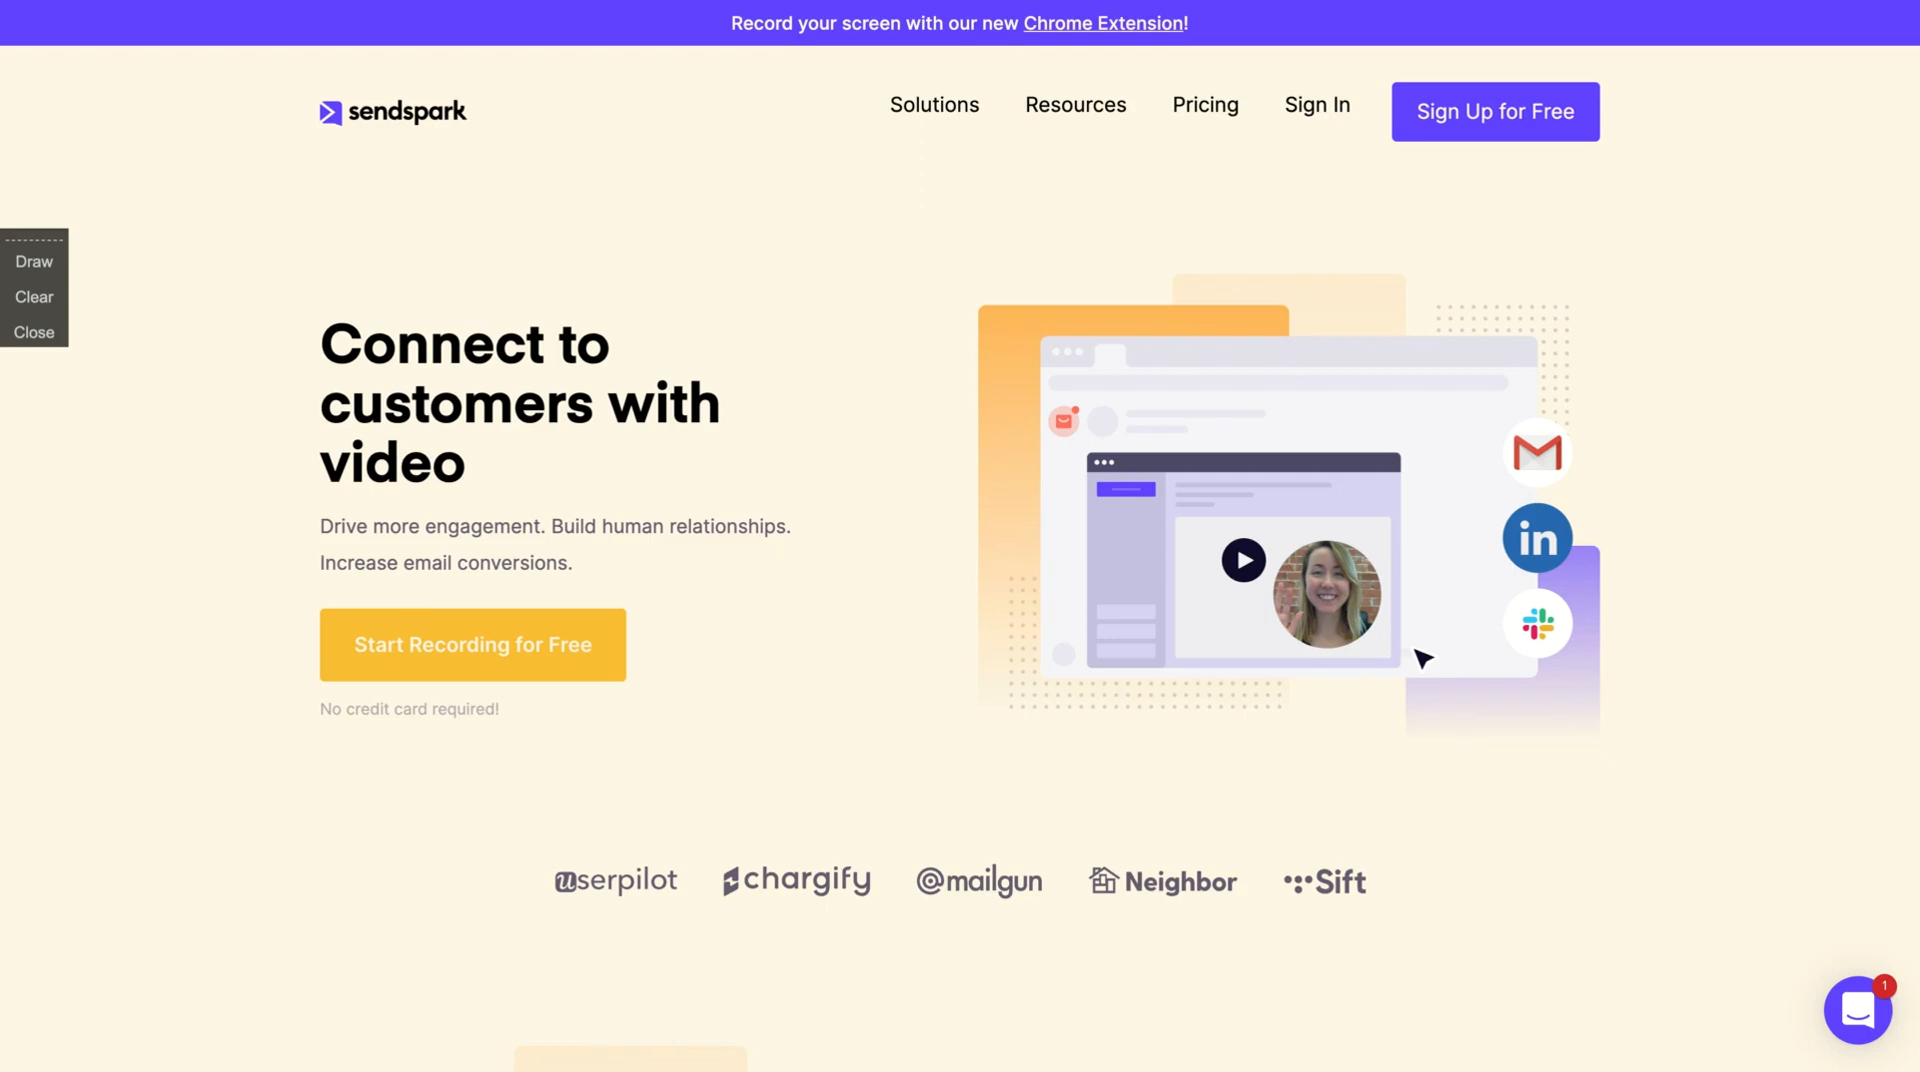 Record your screen with our new Chrome Extension!
sendspark
Solutions
Resources
Pricing
Sign In
Sign Up for Free
Draw
Clear
Close
Connect to
customers with
video
Drive more engagement. Build human relationships.
Increase email conversions.
Start Recording for Free
No credit card required!
in
userpilot
chargify
@mailgun
Neighbor
Sift
1